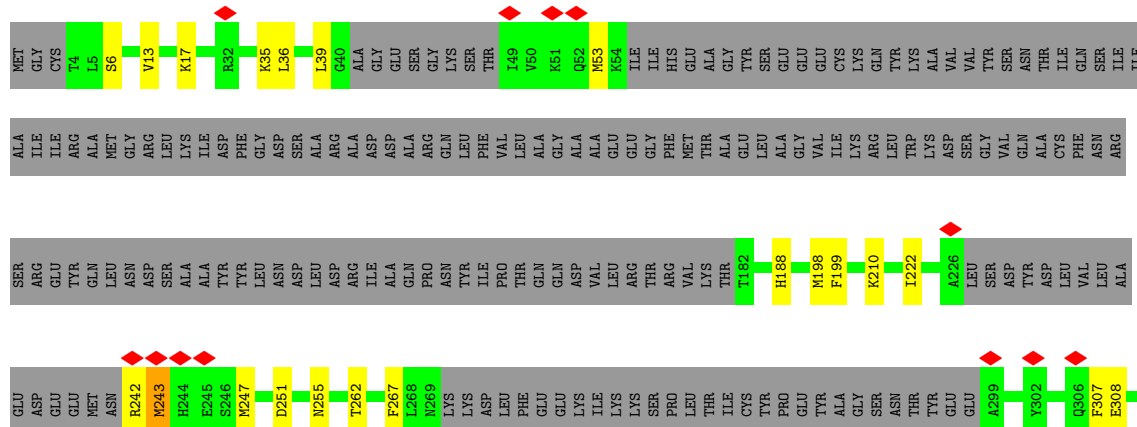 MET GLY CYS T4 L5 S6 V13 K17 R32 K35 L36 L39 G40 ALA GLY GLU SER GLY LYS SER THR I49 V50 K51 Q52 M53 K54 ILE ILE HIS GLU ALA GLY TYR SER GLU GLU GLU CYS LYS GLN TYR LYS ALA VAL VAL TYR SER ASN THR ILE GLN SER ILE ILE
ALA ILE ILE ARG ALA MET GLY ARG LEU LYS ILE ASP PHE GLY ASP SER ALA ARG ALA ASP ASP ALA ARG GLN LEU PHE VAL LEU ALA GLY ALA ALA GLU GLU GLY PHE MET THR ALA GLU LEU ALA GLY VAL ILE LYS ARG LEU TRP LYS ASP SER GLY VAL GLN ALA CYS PHE ASN ARG
SER ARG GLU TYR GLN LEU ASN ASP SER ALA ALA TYR TYR LEU ASN ASP LEU ASP ARG ILE ALA GLN PRO ASN TYR ILE PRO THR GLN GLN ASP VAL LEU ARG THR ARG VAL LYS THR T182 H188 M198 F199 K210 I222 A226 LEU SER ASP TYR ASP LEU VAL LEU ALA
GLU ASP GLU GLU MET ASN R242 M243 H244 E245 S246 M247 D251 N255 T262 F267 L268 N269 LYS LYS ASP LEU PHE GLU GLU LYS ILE LYS LYS SER PRO LEU THR ILE CYS TYR PRO GLU TYR ALA GLY SER ASN THR TYR GLU GLU A299 Y302 Q306 F307 E308